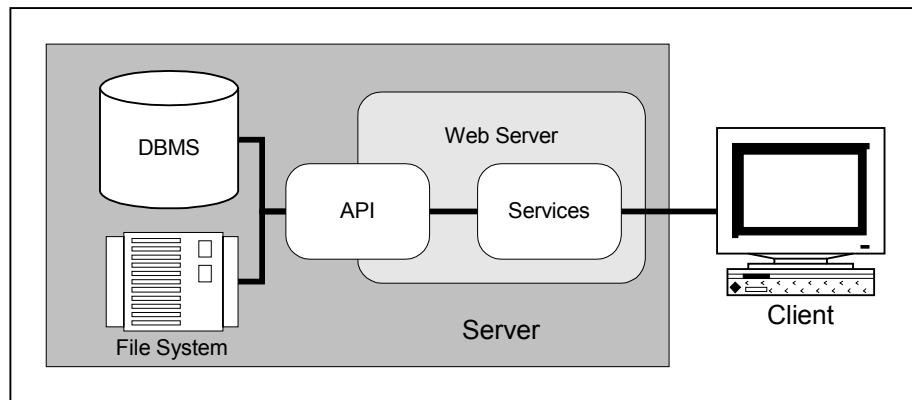 DBMS
Web Server
API
Services
File System
Server
Client